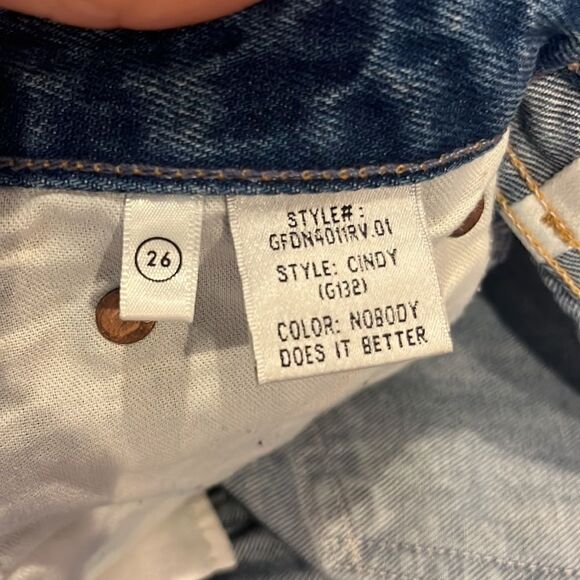 26
STYLE#:
GFDN4011RV.01
STYLE: CINDY
(G132)
COLOR: NOBODY
DOES IT BETTER